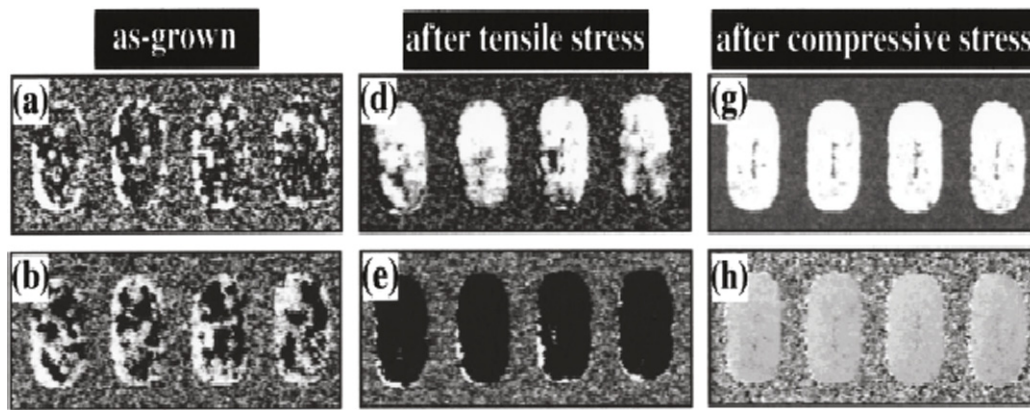 as-grown
after tensile stress
after compressive stress
(a)
(d)
(g)
(b)
(e)
(h)